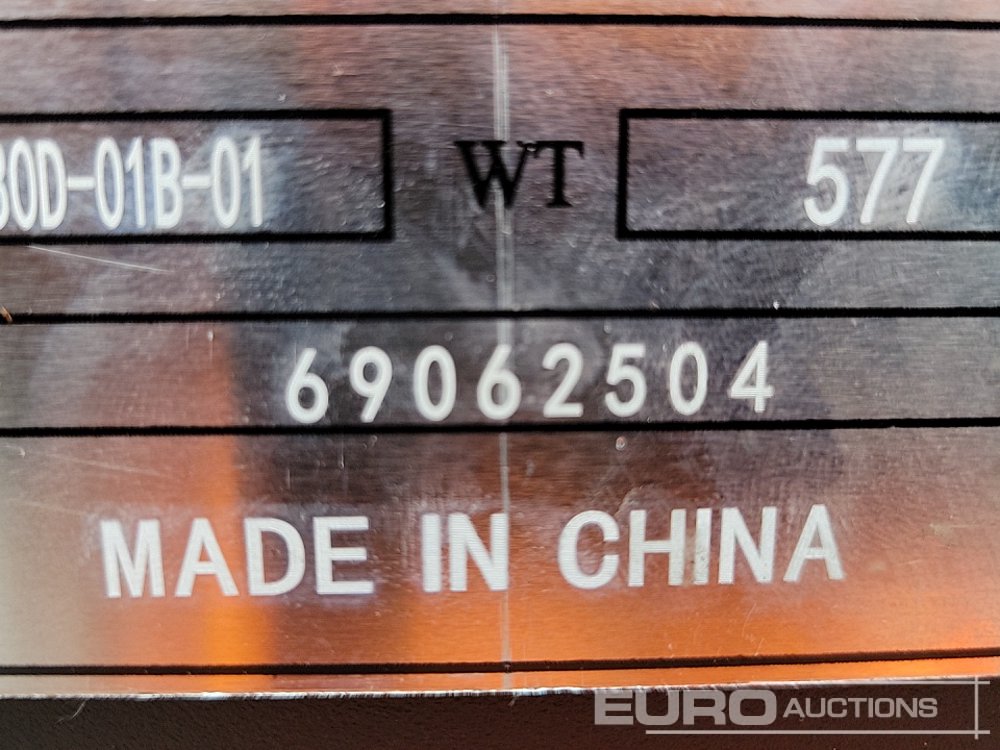 30D-01B-01 WT 577
69062504
MADE IN CHINA
EURO AUCTIONS